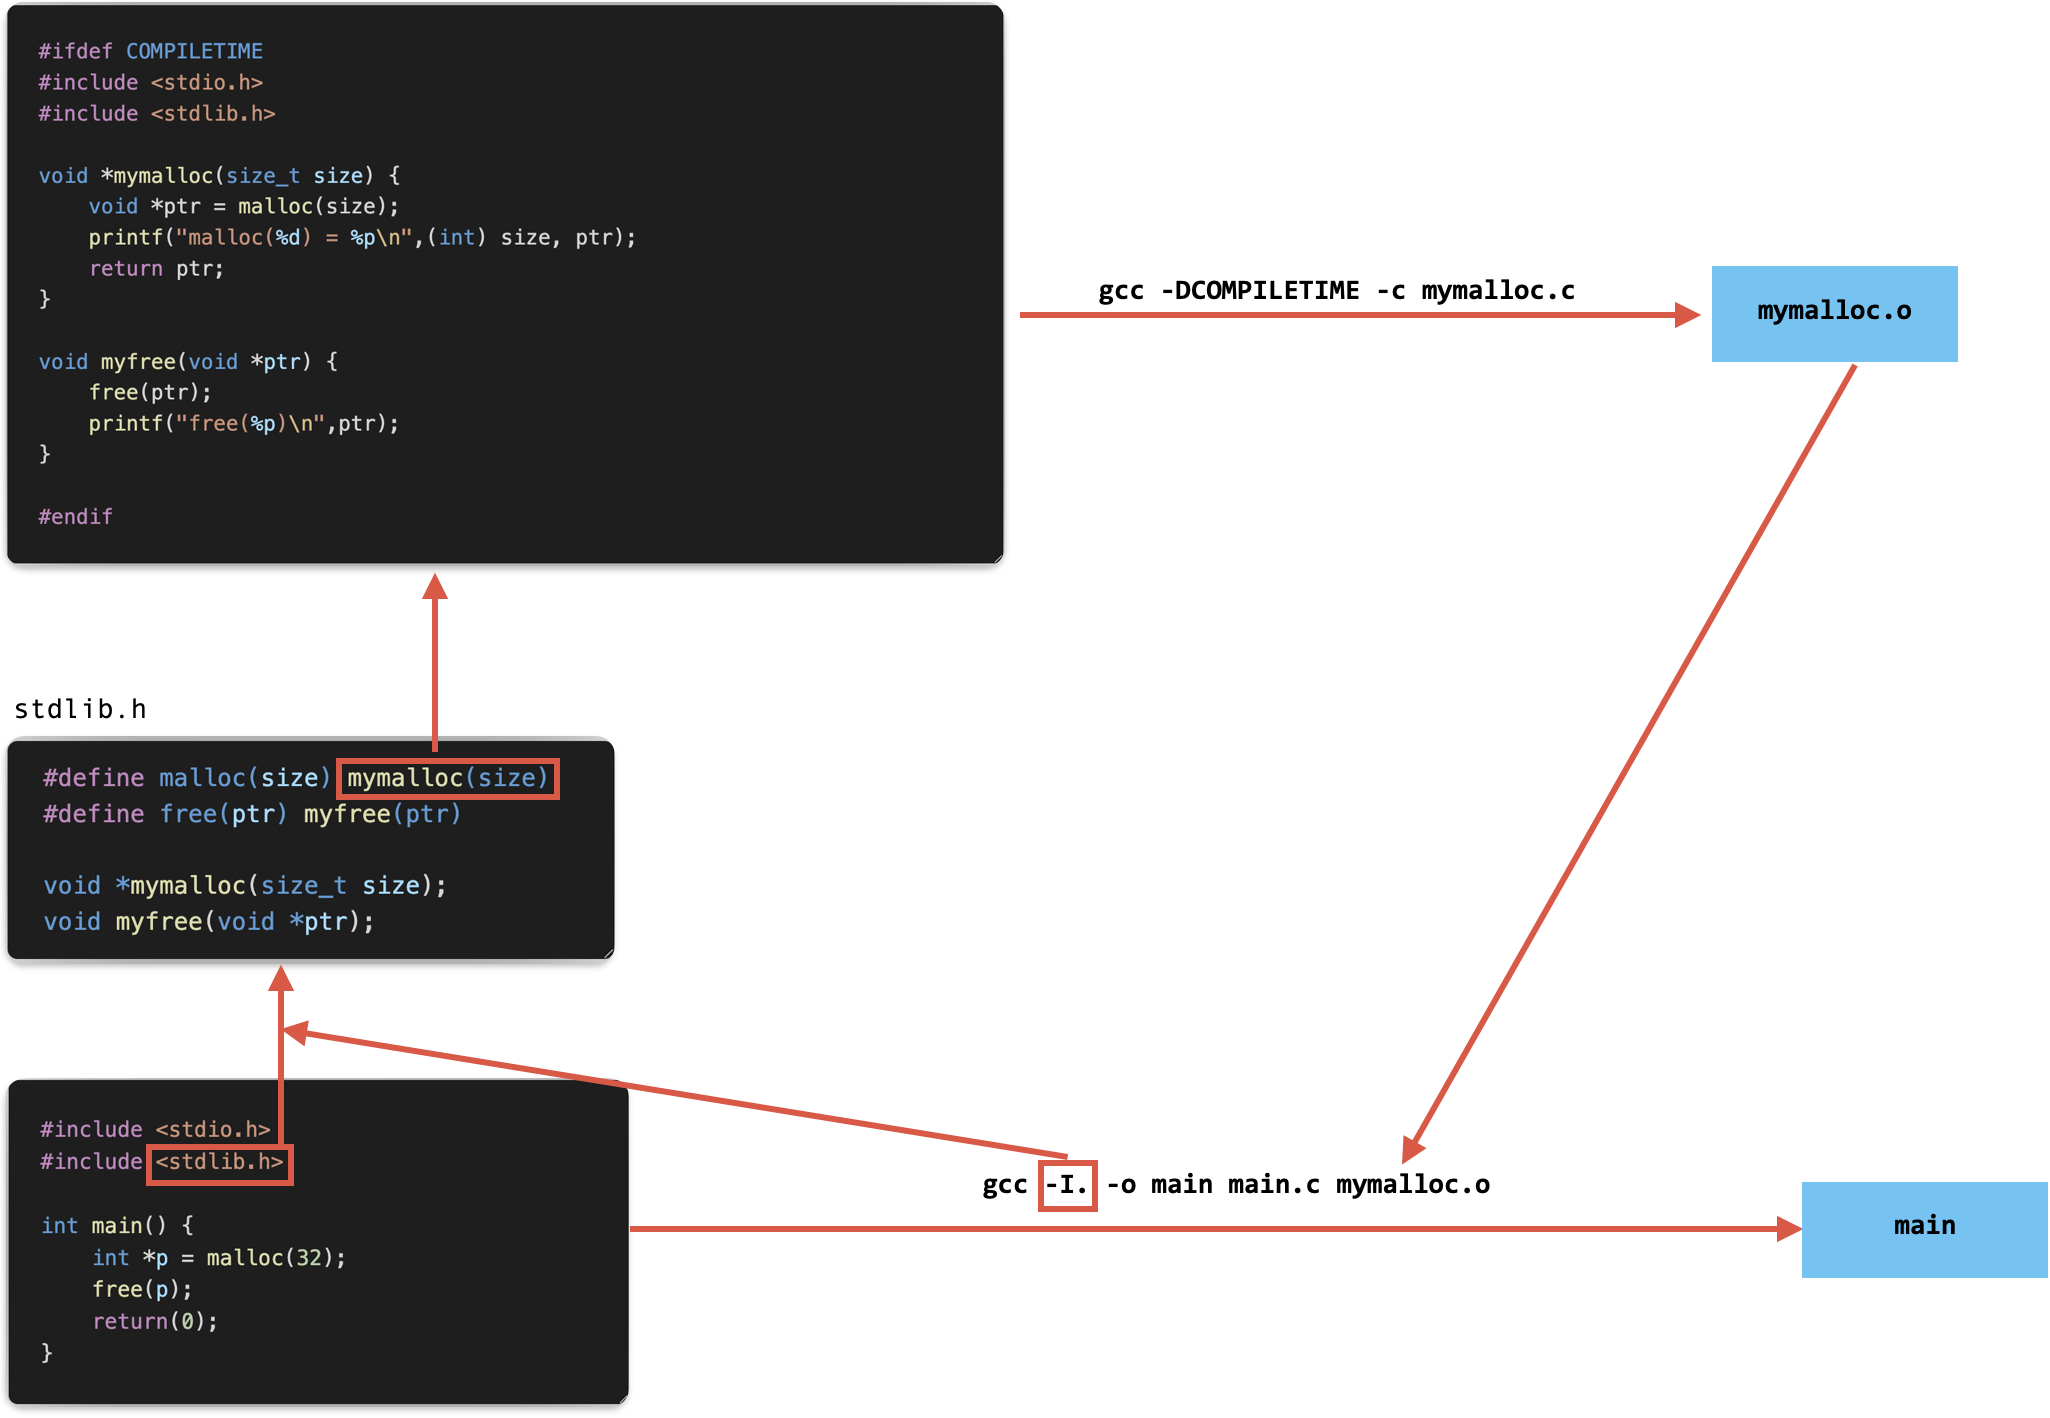 #ifdef COMPILETIME
#include <stdio.h>
#include <stdlib.h>
void *mymalloc(size_t size) {
    void *ptr = malloc(size);
    printf("malloc(%d) = %p\n",(int) size, ptr);
    return ptr;
}
void myfree(void *ptr) {
    free(ptr);
    printf("free(%p)\n",ptr);
}
#endif
gcc -DCOMPILETIME -c mymalloc.c
mymalloc.o
stdlib.h
#define malloc(size) mymalloc(size)
#define free(ptr) myfree(ptr)
void *mymalloc(size_t size);
void myfree(void *ptr);
#include <stdio.h>
#include <stdlib.h>
int main() {
    int *p = malloc(32);
    free(p);
    return(0);
}
gcc -I. -o main main.c mymalloc.o
main